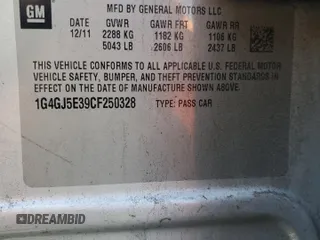 GM
MFD BY GENERAL MOTORS LLC
DATE GVWR GAWR FRT GAWR RR
12/11 2288 KG 1182 KG 1106 KG
5043 LB 2606 LB 2437 LB
THIS VEHICLE CONFORMS TO ALL APPLICABLE U.S. FEDERAL MOTOR
VEHICLE SAFETY, BUMPER, AND THEFT PREVENTION STANDARDS
IN EFFECT ON THE DATE OF MANUFACTURE SHOWN ABOVE.
1G4GJ5E39CF250328 TYPE: PASS CAR
DREAMBID